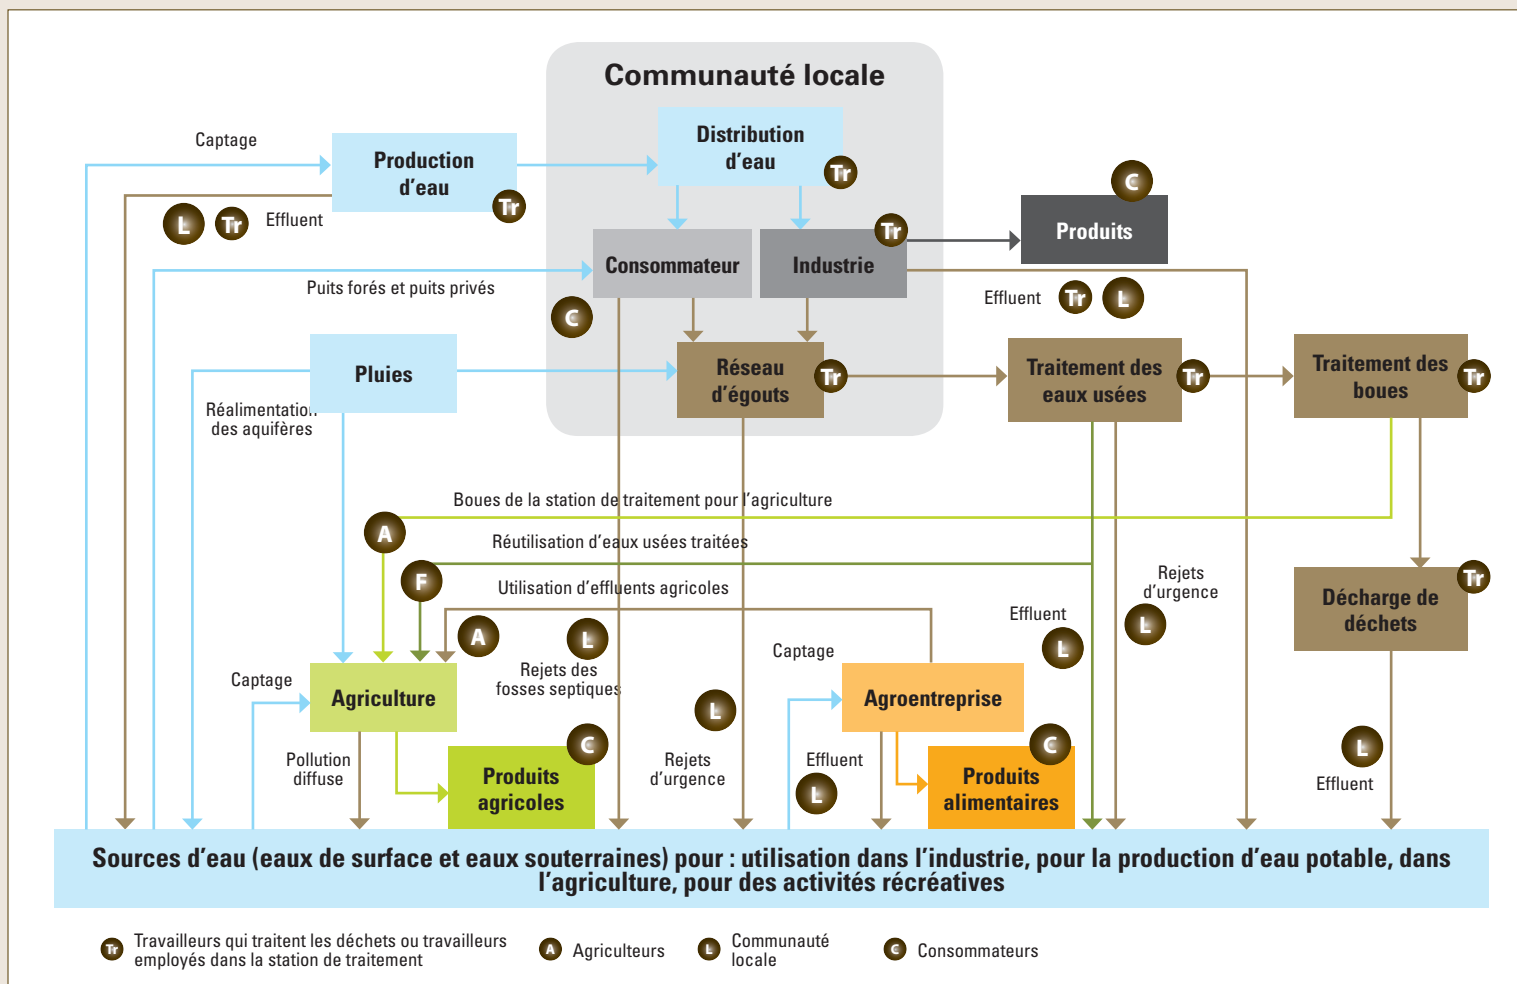 Communauté locale
Distribution
d'eau
Tr
Captage
Production
d'eau
Tr
C
Produits
L
Tr
Effluent
Tr
Consommateur
Industrie
Puits forés et puits privés
C
Effluent
Tr
L
Pluies
Réseau
d'égouts
Tr
Traitement des
eaux usées
Tr
Traitement des
boues
Tr
Réalimentation
des aquifères
Boues de la station de traitement pour l'agriculture
A
Réutilisation d'eaux usées traitées
F
Utilisation d'effluents agricoles
A
L
Rejets des
fosses septiques
Effluent
L
Rejets
d'urgence
L
Décharge de
déchets
Tr
Captage
Agriculture
Captage
Agroentreprise
L
Rejets
d'urgence
Pollution
diffuse
C
Produits
agricoles
Effluent
L
C
Produits
alimentaires
L
Effluent
Sources d'eau (eaux de surface et eaux souterraines) pour : utilisation dans l'industrie, pour la production d'eau potable, dans
l'agriculture, pour des activités récréatives
Tr Travailleurs qui traitent les déchets ou travailleurs
employés dans la station de traitement
A Agriculteurs
L Communauté
locale
C Consommateurs